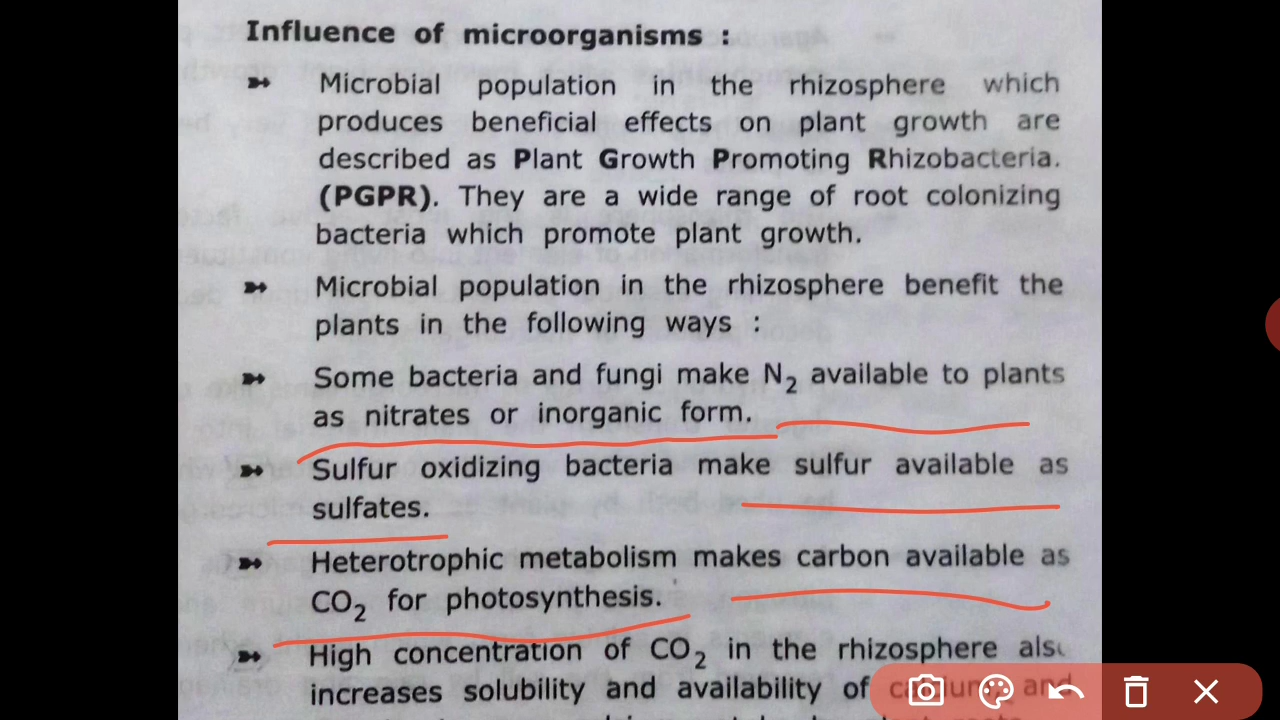 Influence of microorganisms :
➳ Microbial population in the rhizosphere which
produces beneficial effects on plant growth are
described as Plant Growth Promoting Rhizobacteria.
(PGPR). They are a wide range of root colonizing
bacteria which promote plant growth.
➳ Microbial population in the rhizosphere benefit the
plants in the following ways :
➳ Some bacteria and fungi make N₂ available to plants
as nitrates or inorganic form.
➳ Sulfur oxidizing bacteria make sulfur available as
sulfates.
➳ Heterotrophic metabolism makes carbon available as
CO₂ for photosynthesis.
➳ High concentration of CO₂ in the rhizosphere also
increases solubility and availability of calcium, and